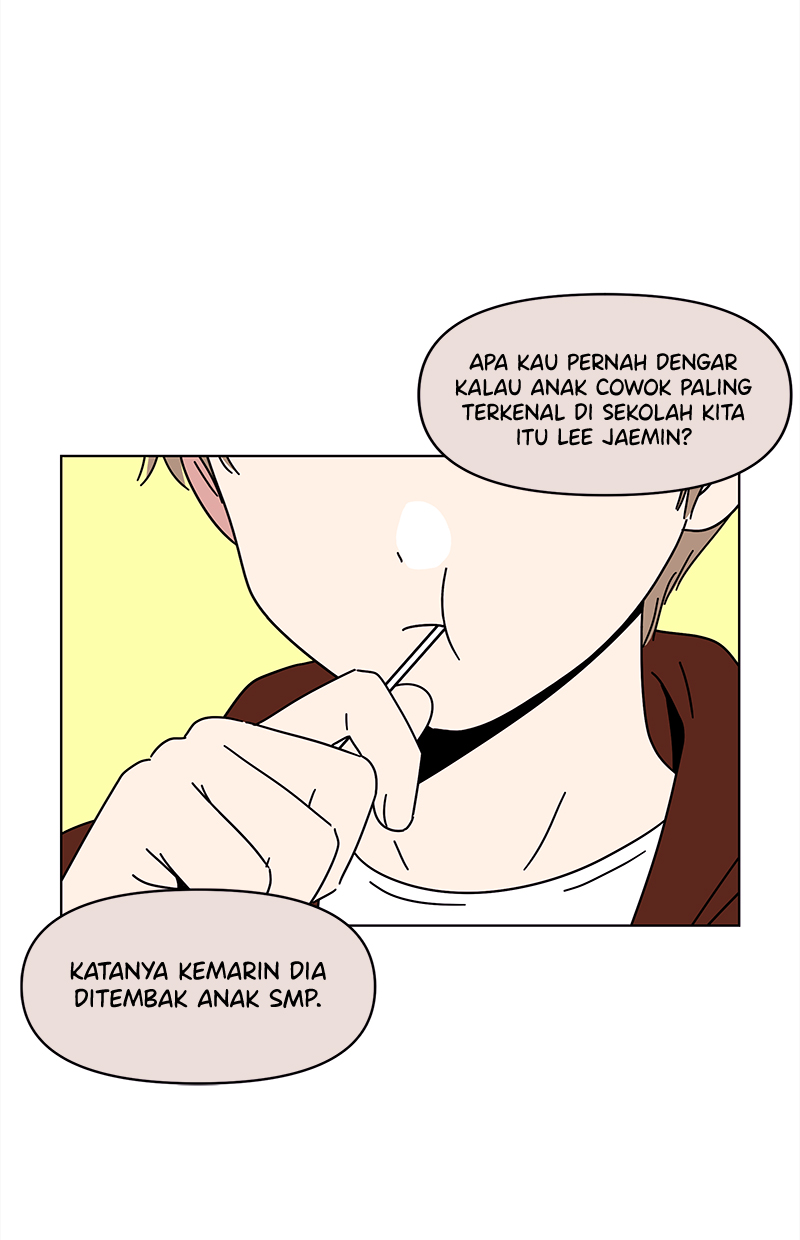 APA KAU PERNAH DENGAR
KALAU ANAK COWOK PALING
TERKENAL DI SEKOLAH KITA
ITU LEE JAEMIN?
KATANYA KEMARIN DIA
DITEMBAK ANAK SMP.